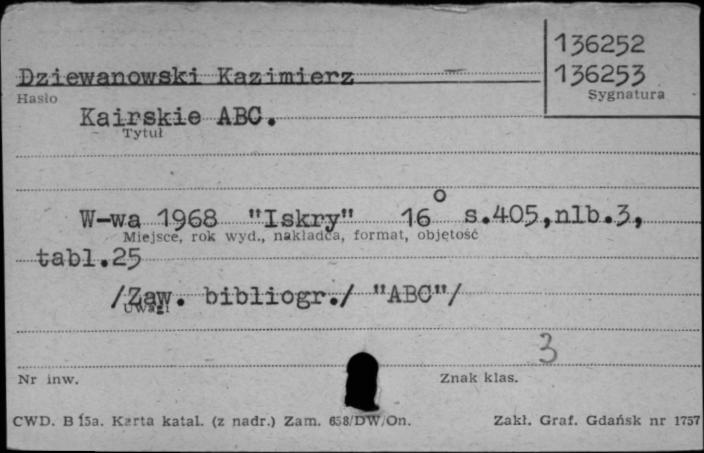 136252
Dziewanowski Kazimierz 136253
Hasło Sygnatura
Kairskie ABC.
Tytuł
W-wa 1968 "Iskry" 16° s.405,nlb.3,
Miejsce, rok wyd., nakładca, format, objętość
tabl.25
/Zaw. bibliogr./ "ABC"/
Uwagi
3
Nr inw. Znak klas.
CWD. B 15a. Karta katal. (z nadr.) Zam. 658/DW/On. Zakł. Graf. Gdańsk nr 1757